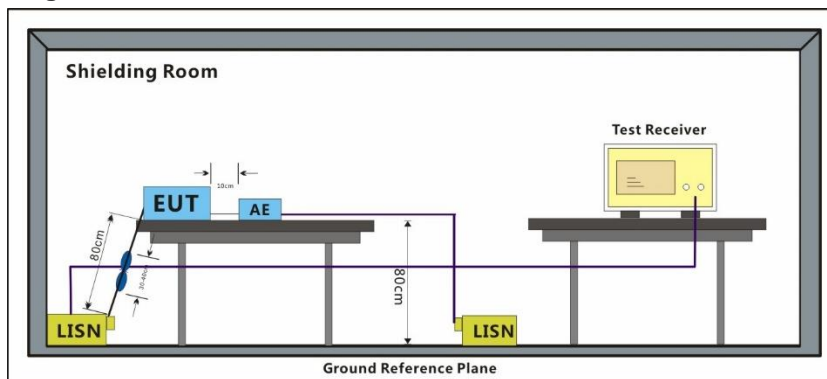 Shielding Room
Test Receiver
10cm
EUT
AE
80cm
80cm
LISN
LISN
Ground Reference Plane